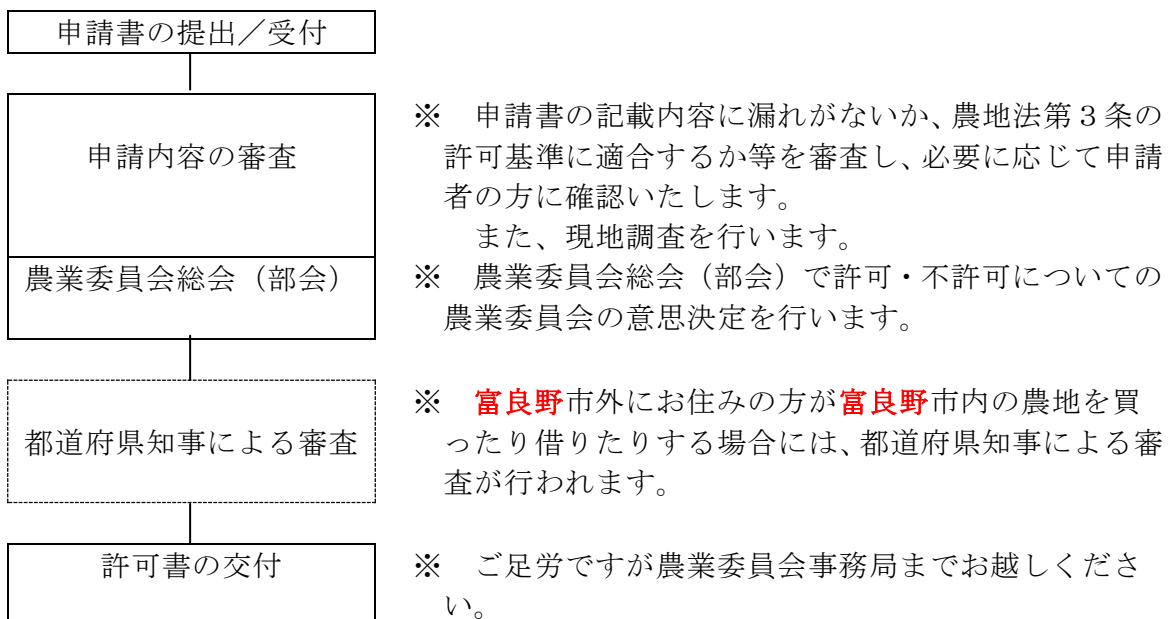 申請書の提出／受付
申請内容の審査
※　申請書の記載内容に漏れがないか、農地法第３条の
許可基準に適合するか等を審査し、必要に応じて申請
者の方に確認いたします。
また、現地調査を行います。
農業委員会総会（部会）
※　農業委員会総会（部会）で許可・不許可についての
農業委員会の意思決定を行います。
都道府県知事による審査
※　富良野市外にお住みの方が富良野市内の農地を買
ったり借りたりする場合には、都道府県知事による審
査が行われます。
許可書の交付
※　ご足労ですが農業委員会事務局までお越しくださ
い。